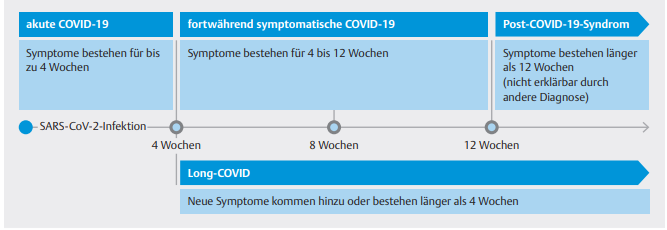 akute COVID-19
fortwährend symptomatische COVID-19
Post-COVID-19-Syndrom
Symptome bestehen für bis
zu 4 Wochen
Symptome bestehen für 4 bis 12 Wochen
Symptome bestehen länger
als 12 Wochen
(nicht erklärbar durch
andere Diagnose)
SARS-CoV-2-Infektion
4 Wochen
8 Wochen
12 Wochen
Long-COVID
Neue Symptome kommen hinzu oder bestehen länger als 4 Wochen